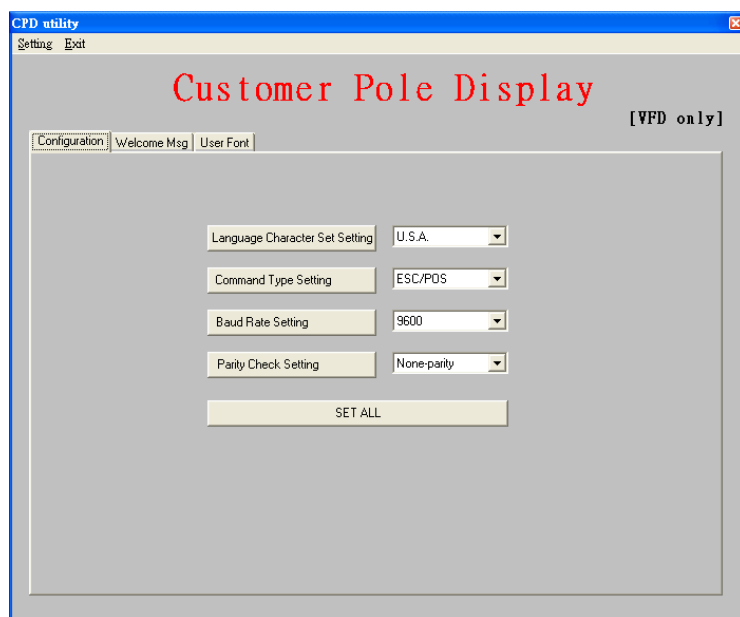 CPD utility
Setting Exit
Customer Pole Display
[VFD only]
Configuration Welcome Msg User Font
Language Character Set Setting U.S.A.
Command Type Setting ESC/POS
Baud Rate Setting 9600
Parity Check Setting None-parity
SET ALL